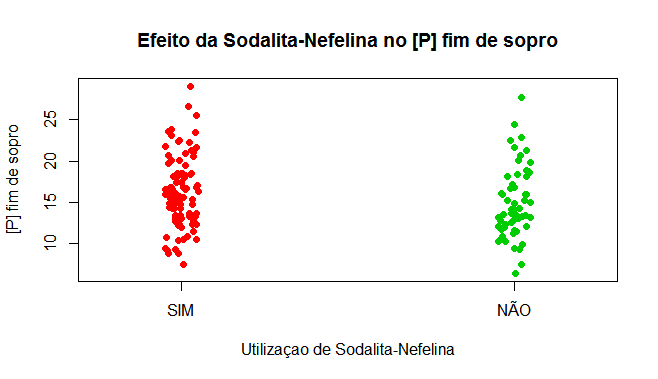 Efeito da Sodalita-Nefelina no [P] fim de sopro
[P] fim de sopro
25
20
15
10
SIM
NÃO
Utilizaçao de Sodalita-Nefelina